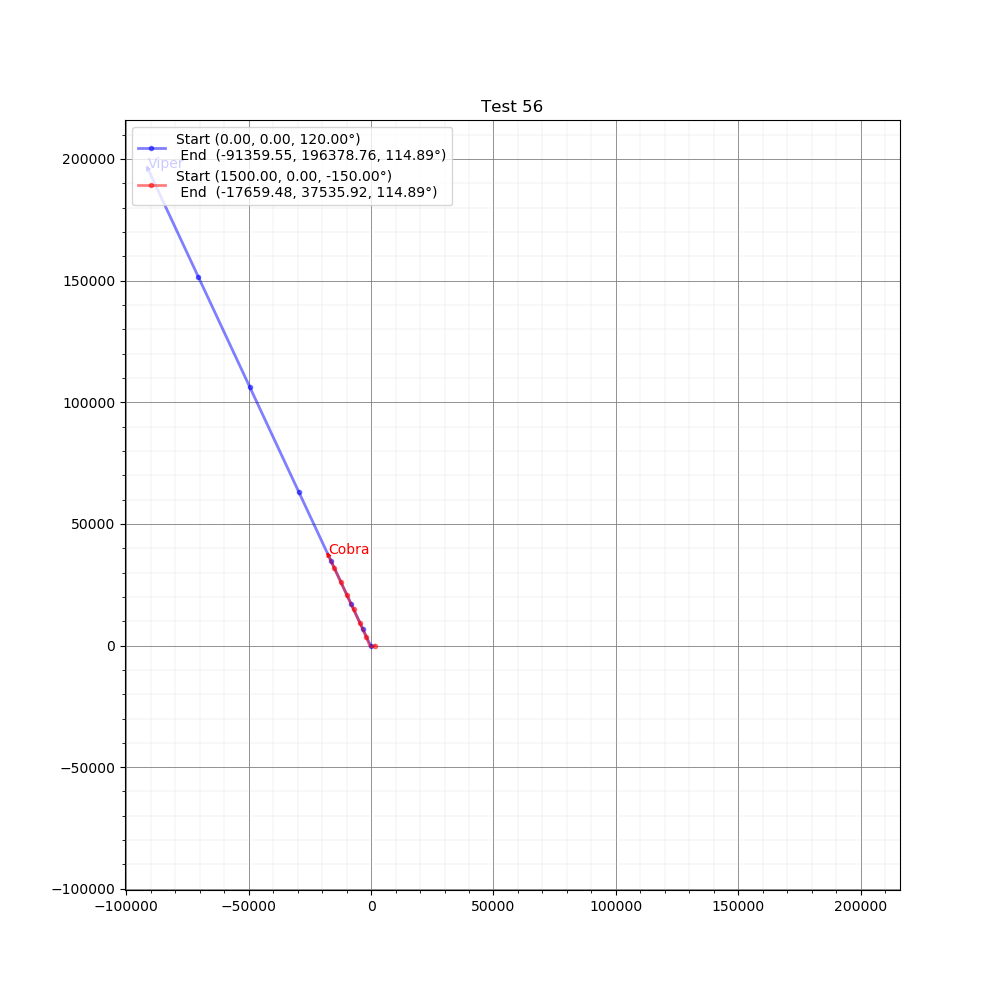 Test 56
Start (0.00, 0.00, 120.00°)
End (-91359.55, 196378.76, 114.89°)
Start (1500.00, 0.00, -150.00°)
End (-17659.48, 37535.92, 114.89°)
Viper
Cobra
200000
150000
100000
50000
0
−50000
−100000
−100000 −50000 0 50000 100000 150000 200000